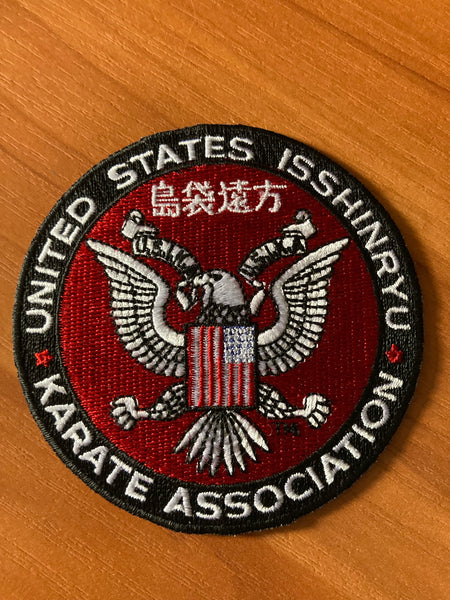 UNITED STATES ISSHINRYU
島袋遠方
U.S.I.K.A.
U.S.I.K.A.
KARATE ASSOCIATION